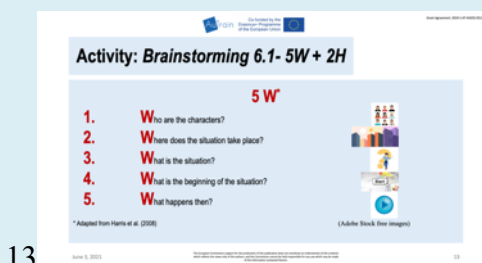 Co-funded by the
Erasmus+ Programme
of the European Union
Activity: Brainstorming 6.1- 5W + 2H
5 W*
1. Who are the characters?
2. Where does the situation take place?
3. What is the situation?
4. What is the beginning of the situation?
5. What happens then?
* Adapted from Harris et al. (2008)
(Adobe Stock free images)
June 5, 2021
13
13